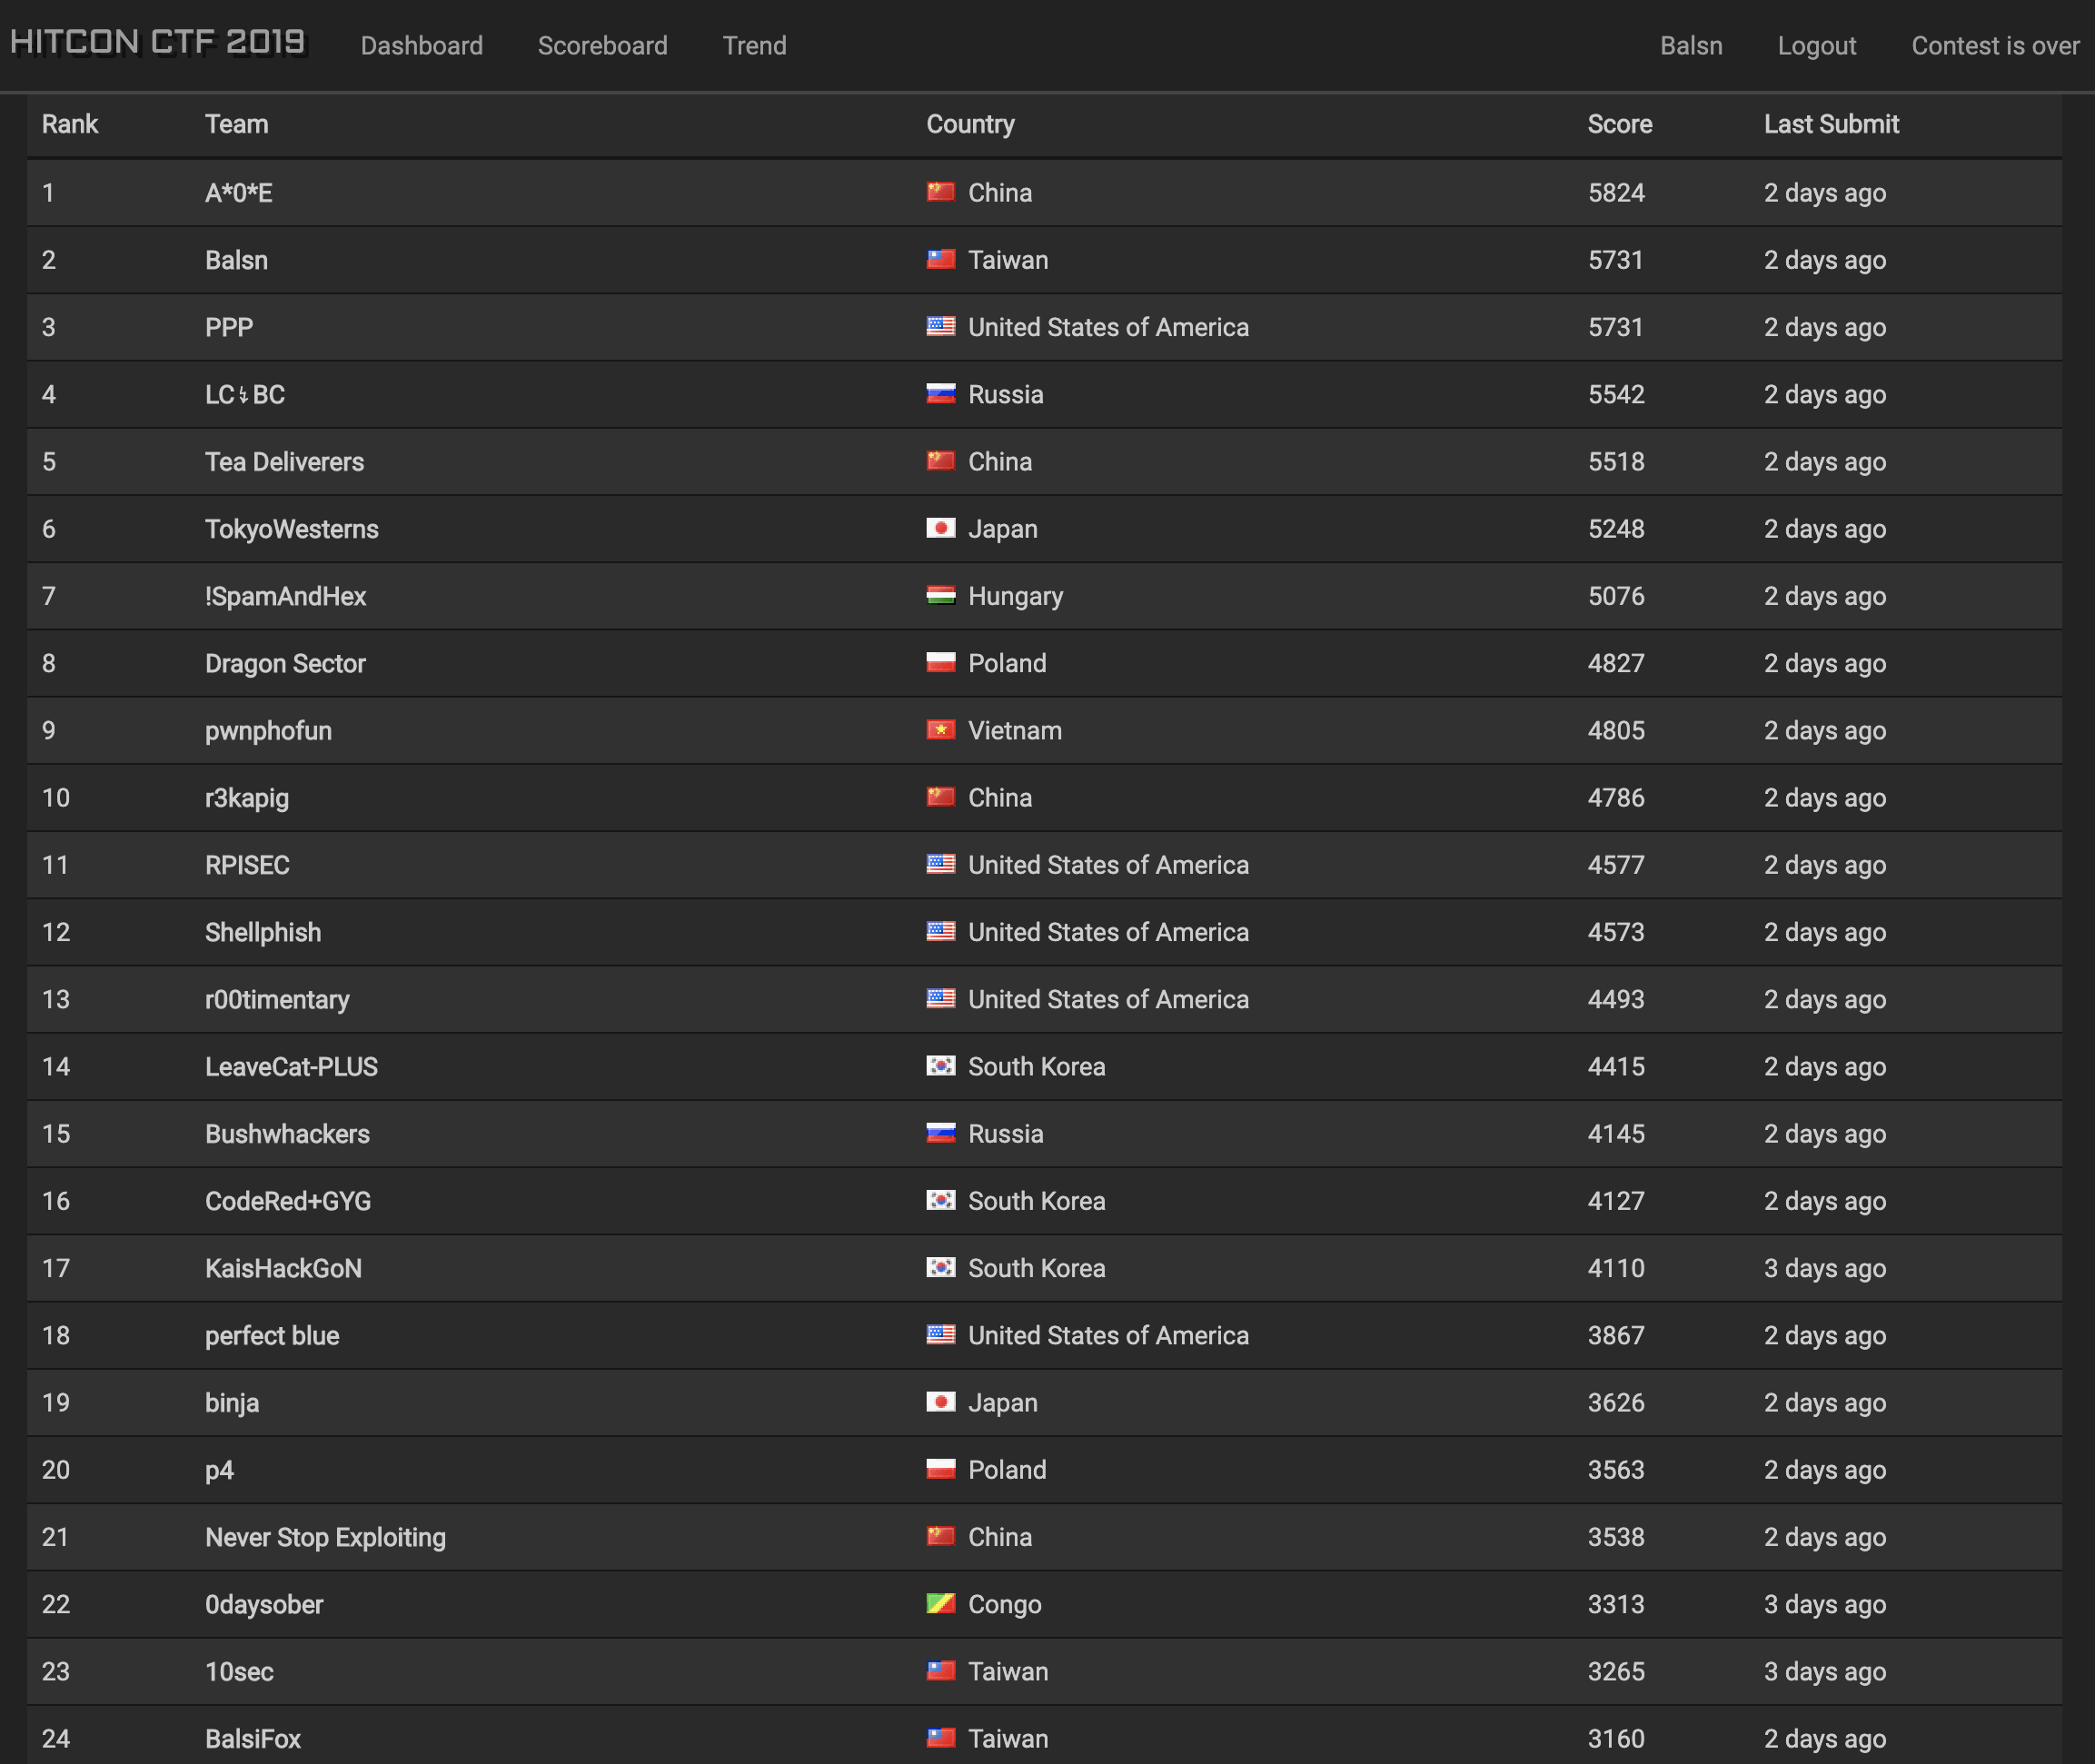 HITCON CTF 2019 Dashboard Scoreboard Trend Balsn Logout Contest is over
Rank Team Country Score Last Submit
1 A*0*E China 5824 2 days ago
2 Balsn Taiwan 5731 2 days ago
3 PPP United States of America 5731 2 days ago
4 LC↯BC Russia 5542 2 days ago
5 Tea Deliverers China 5518 2 days ago
6 TokyoWesterns Japan 5248 2 days ago
7 !SpamAndHex Hungary 5076 2 days ago
8 Dragon Sector Poland 4827 2 days ago
9 pwnphofun Vietnam 4805 2 days ago
10 r3kapig China 4786 2 days ago
11 RPISEC United States of America 4577 2 days ago
12 Shellphish United States of America 4573 2 days ago
13 r00timentary United States of America 4493 2 days ago
14 LeaveCat-PLUS South Korea 4415 2 days ago
15 Bushwhackers Russia 4145 2 days ago
16 CodeRed+GYG South Korea 4127 2 days ago
17 KaisHackGoN South Korea 4110 3 days ago
18 perfect blue United States of America 3867 2 days ago
19 binja Japan 3626 2 days ago
20 p4 Poland 3563 2 days ago
21 Never Stop Exploiting China 3538 2 days ago
22 0daysober Congo 3313 3 days ago
23 10sec Taiwan 3265 3 days ago
24 BalsiFox Taiwan 3160 2 days ago